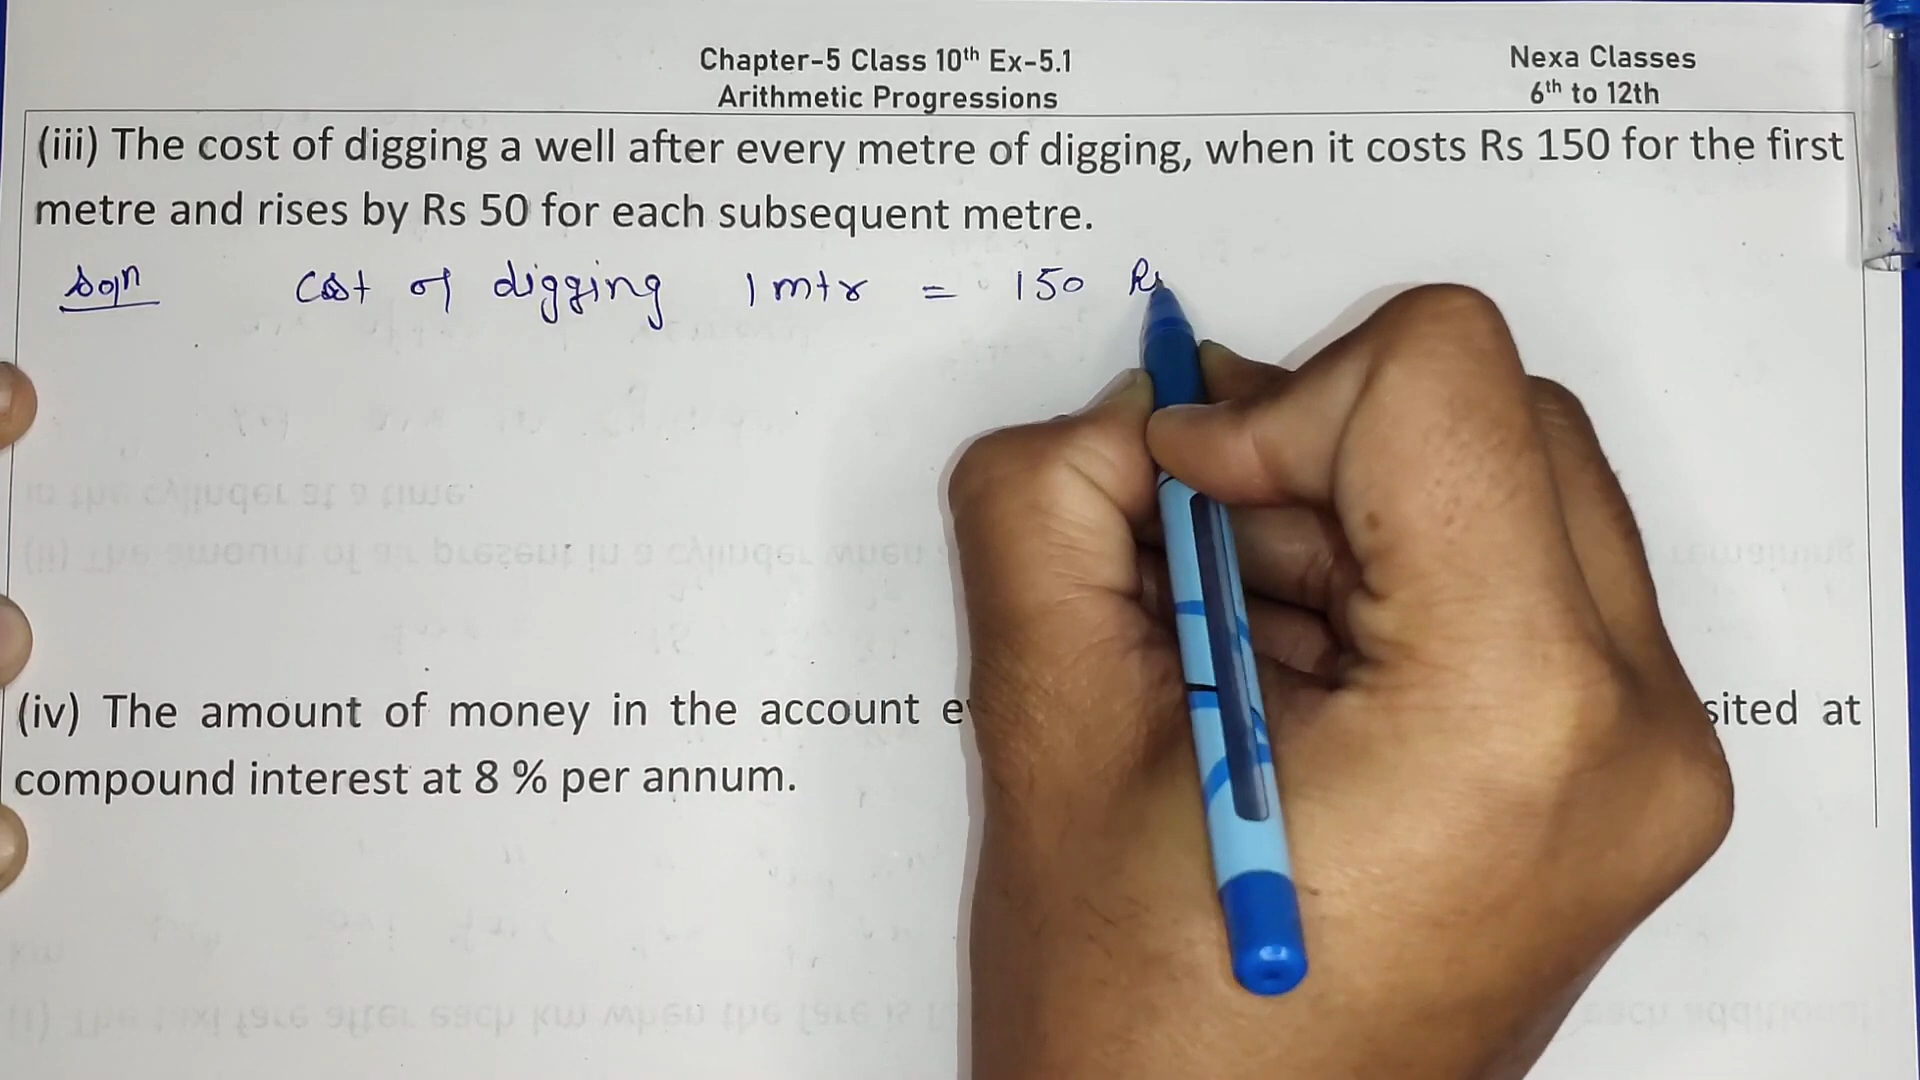 Chapter-5 Class 10th Ex-5.1
Arithmetic Progressions
Nexa Classes
6th to 12th
(iii) The cost of digging a well after every metre of digging, when it costs Rs 150 for the first
metre and rises by Rs 50 for each subsequent metre.
Soln Cost of digging 1 mtr = 150 Rs
(iv) The amount of money in the account sited at
compound interest at 8 % per annum.